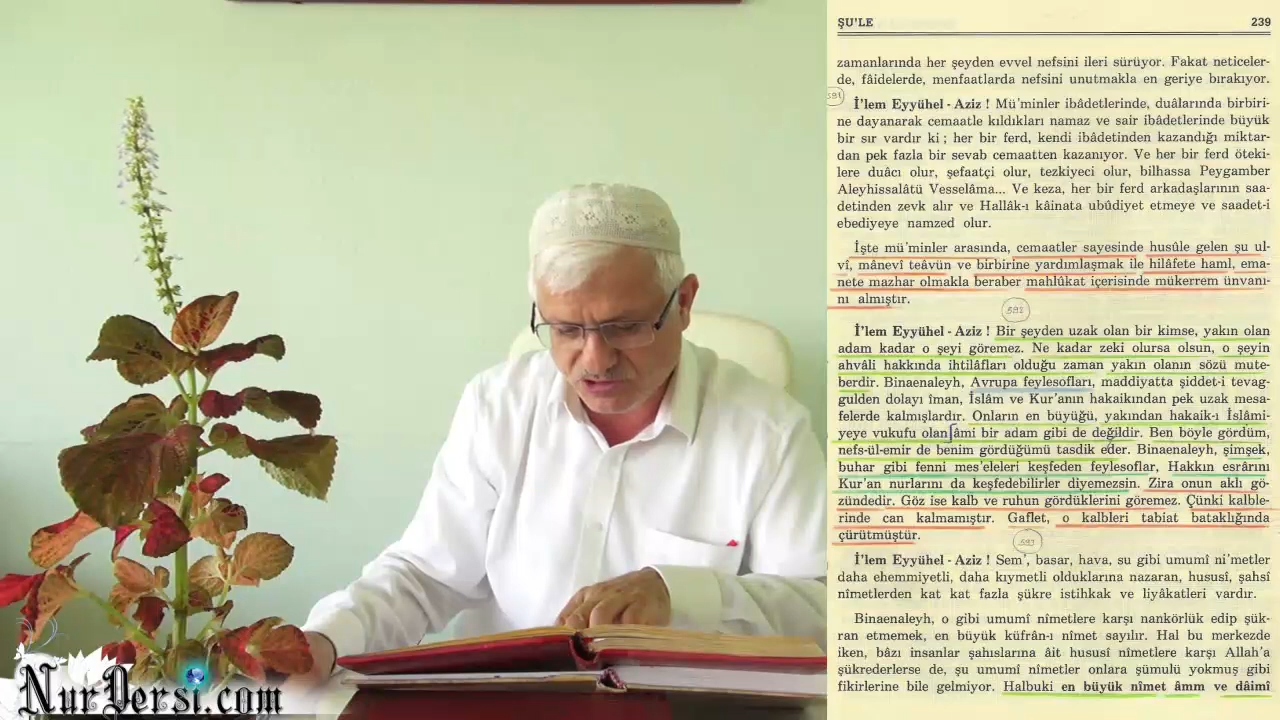 ŞU'LE 239
zamanlarında her şeyden evvel nefsini ileri sürüyor. Fakat neticeler-
de, fâidelerde, menfaatlarda nefsini unutmakla en geriye bırakıyor.
591
İ'lem Eyyühel - Aziz ! Mü'minler ibâdetlerinde, duâlarında birbiri-
ne dayanarak cemaatle kıldıkları namaz ve sair ibâdetlerinde büyük
bir sır vardır ki ; her bir ferd, kendi ibâdetinden kazandığı miktar-
dan pek fazla bir sevab cemaatten kazanıyor. Ve her bir ferd öteki-
lere duâcı olur, şefaatçi olur, tezkiyeci olur, bilhassa Peygamber
Aleyhissalâtü Vesselâma... Ve keza, her bir ferd arkadaşlarının saa-
detinden zevk alır ve Hallâk-ı kâinata ubûdiyet etmeye ve saadet-i
ebediyeye namzed olur.
İşte mü'minler arasında, cemaatler sayesinde husûle gelen şu ul-
vî, mânevî teâvün ve birbirine yardımlaşmak ile hilâfete haml, ema-
nete mazhar olmakla beraber mahlûkat içerisinde mükerrem ünvanı-
nı almıştır.
592
İ'lem Eyyühel - Aziz ! Bir şeyden uzak olan bir kimse, yakın olan
adam kadar o şeyi göremez. Ne kadar zeki olursa olsun, o şeyin
ahvâli hakkında ihtilâfları olduğu zaman yakın olanın sözü mute-
berdir. Binaenaleyh, Avrupa feylesofları, maddiyatta şiddet-i tevag-
gulden dolayı îman, İslâm ve Kur'anın hakaikından pek uzak mesa-
felerde kalmışlardır. Onların en büyüğü, yakından hakaik-ı İslâmi-
yeye vukufu olan âmi bir adam gibi de değildir. Ben böyle gördüm,
nefs-ül-emir de benim gördüğümü tasdik eder. Binaenaleyh, şimşek,
buhar gibi fenni mes'eleleri keşfeden feylesoflar, Hakkın esrârını
Kur'an nurlarını da keşfedebilirler diyemezsin. Zira onun aklı gö-
zündedir. Göz ise kalb ve ruhun gördüklerini göremez. Çünki kalble-
rinde can kalmamıştır. Gaflet, o kalbleri tabiat bataklığında
çürütmüştür.
593
İ'lem Eyyühel - Aziz ! Sem', basar, hava, su gibi umumî ni'metler
daha ehemmiyetli, daha kıymetli olduklarına nazaran, hususî, şahsî
nîmetlerden kat kat fazla şükre istihkak ve liyâkatleri vardır.
Binaenaleyh, o gibi umumî nîmetlere karşı nankörlük edip şük-
ran etmemek, en büyük küfrân-ı nîmet sayılır. Hal bu merkezde
iken, bâzı insanlar şahıslarına âit hususî nîmetlere karşı Allah'a
şükrederlerse de, şu umumî nîmetler onlara şümulü yokmuş gibi
fikirlerine bile gelmiyor. Halbuki en büyük nîmet âmm ve dâimî
NurDersi.com